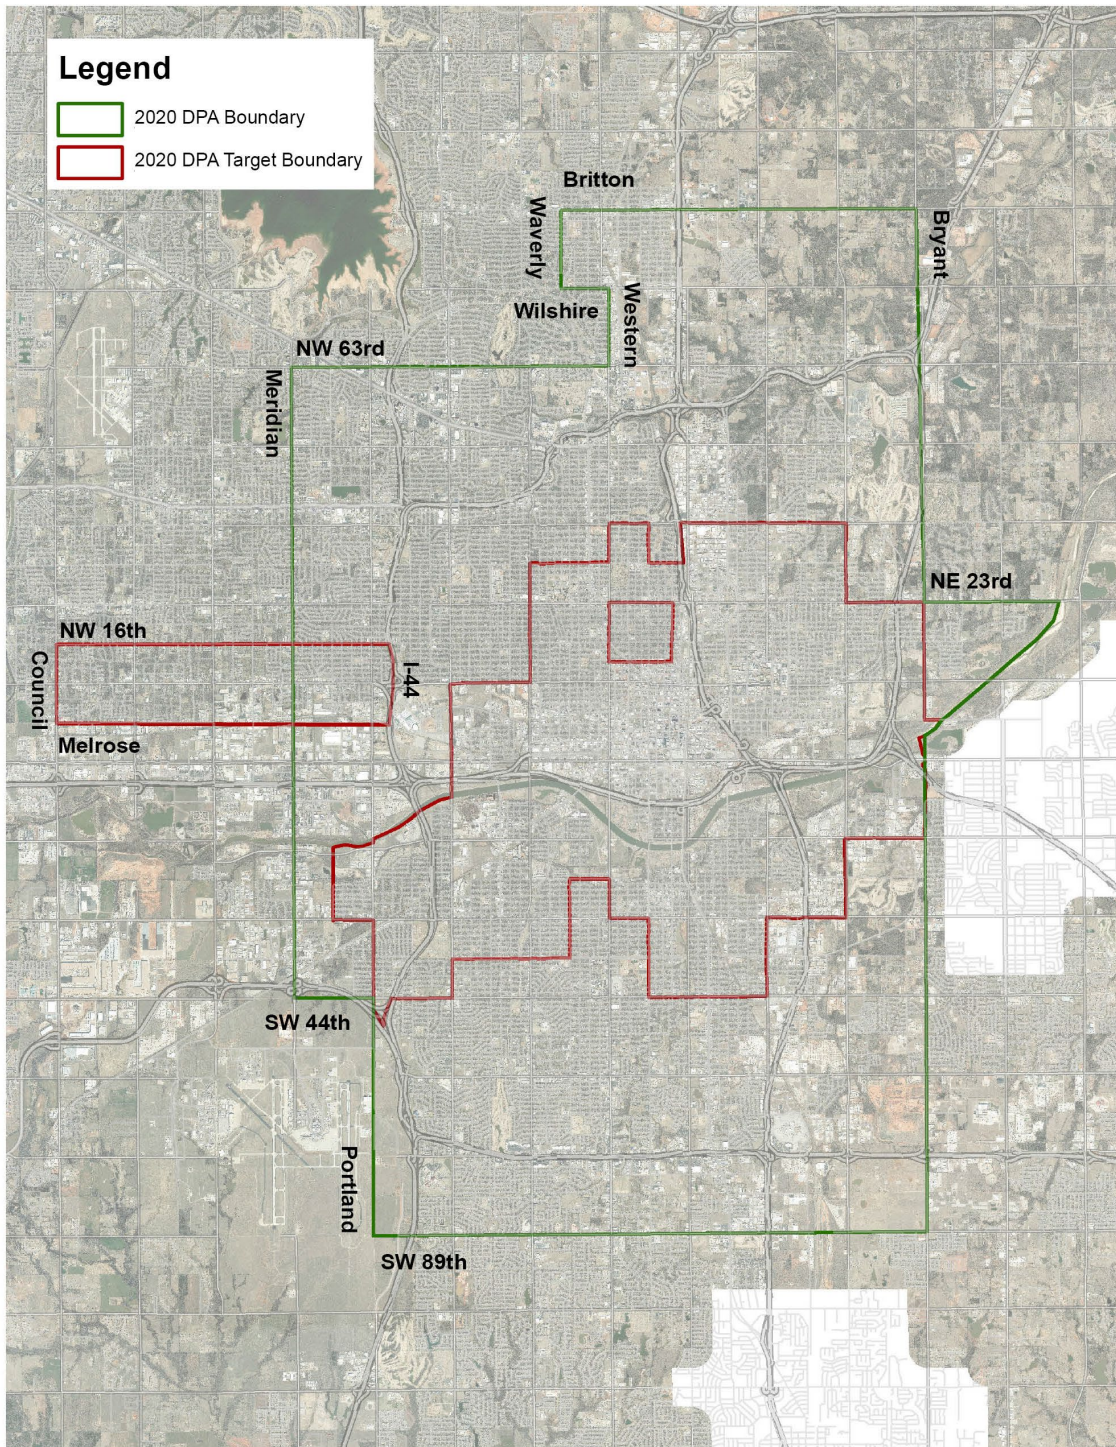 Legend
2020 DPA Boundary
2020 DPA Target Boundary
Britton
Waverly
Bryant
Wilshire
Western
NW 63rd
Meridian
NE 23rd
NW 16th
Council
I-44
Melrose
SW 44th
Portland
SW 89th